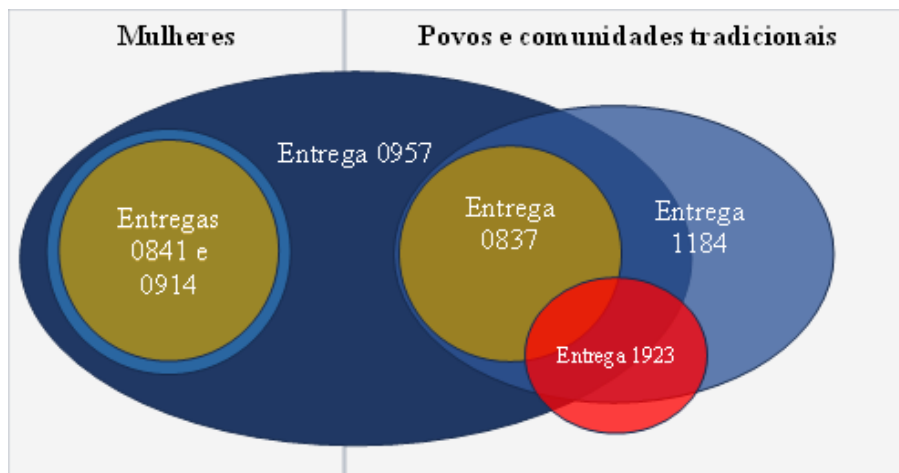 Mulheres
Povos e comunidades tradicionais
Entrega 0957
Entregas
0841 e
0914
Entrega
0837
Entrega
1184
Entrega 1923